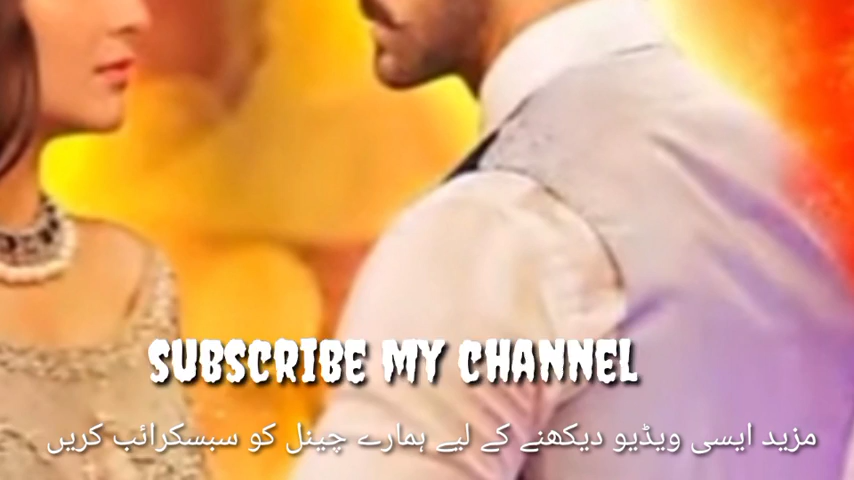 SUBSCRIBE MY CHANNEL
مزید ایسی ویڈیو دیکھنے کے لیے ہمارے چینل کو سبسکرائب کریں